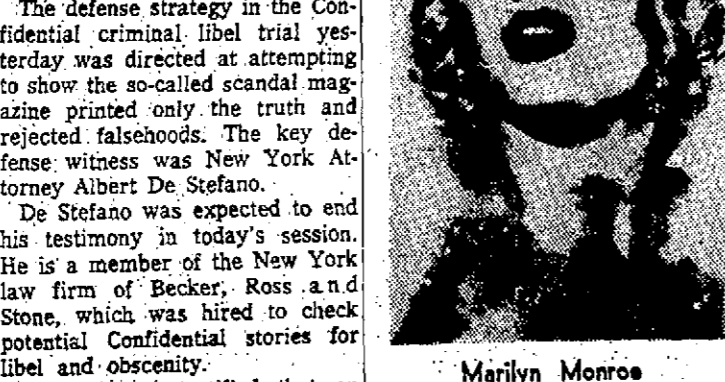 The defense strategy in the Con-
fidential criminal libel trial yes-
terday was directed at attempting
to show the so-called scandal mag-
azine printed only the truth and
rejected falsehoods. The key de-
fense witness was New York At-
torney Albert De Stefano.
De Stefano was expected to end
his testimony in today's session.
He is a member of the New York
law firm of Becker, Ross and
Stone, which was hired to check
potential Confidential stories for
libel and obscenity.
Marilyn Monroe